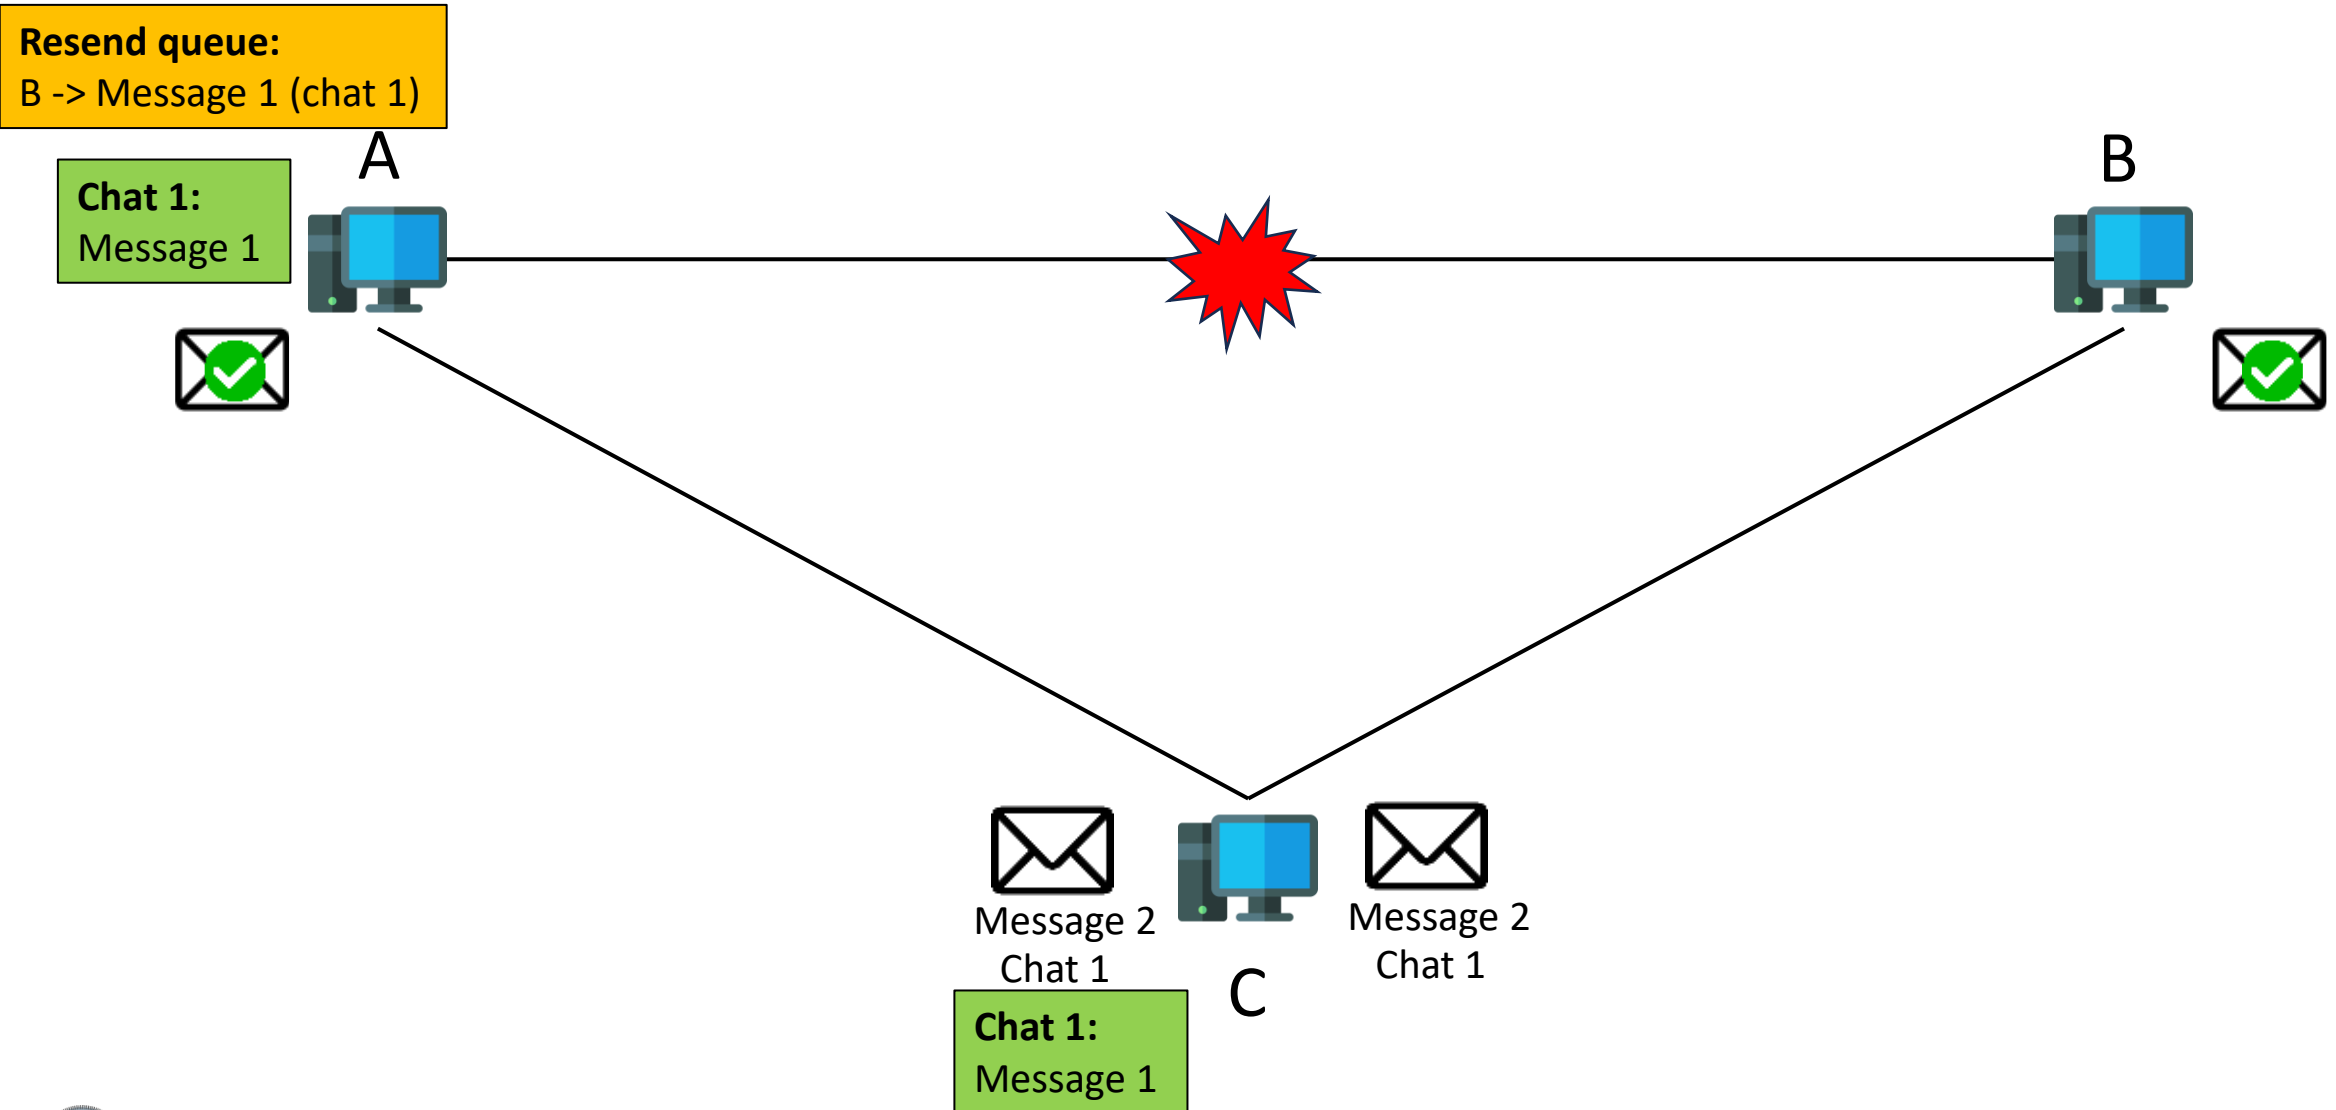 Resend queue:
B -> Message 1 (chat 1)
A
B
Chat 1:
Message 1
Message 2
Chat 1
Message 2
Chat 1
C
Chat 1:
Message 1